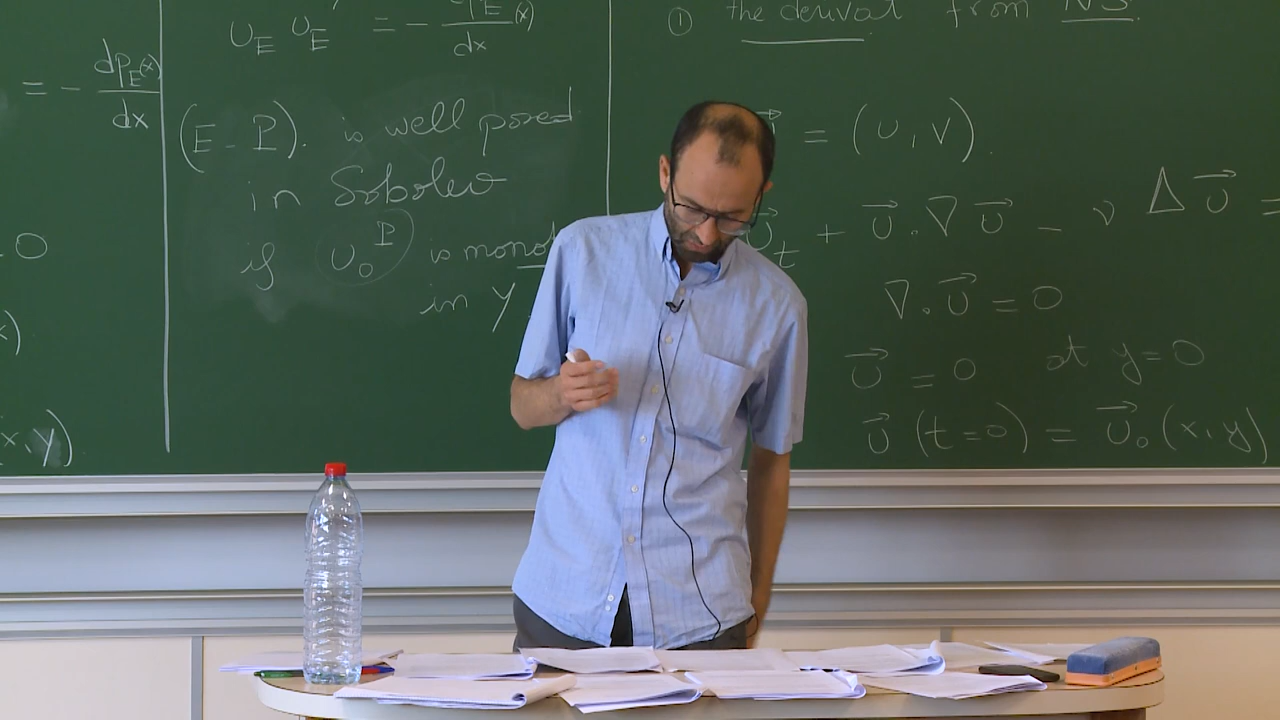 = - dp_E(x)/dx
0
x)
x, y)
u_E u_E' = - dp_E(x)/dx
(E - P). is well posed
in Sobolev
if u_0^P is monot
in y
① the derivat from NS.
= (u, v).
u⃗_t + u⃗ . ∇ u⃗ - ν Δ u⃗ =
∇ . u⃗ = 0
u⃗ = 0 at y = 0
u⃗ (t = 0) = u⃗_0 (x, y)